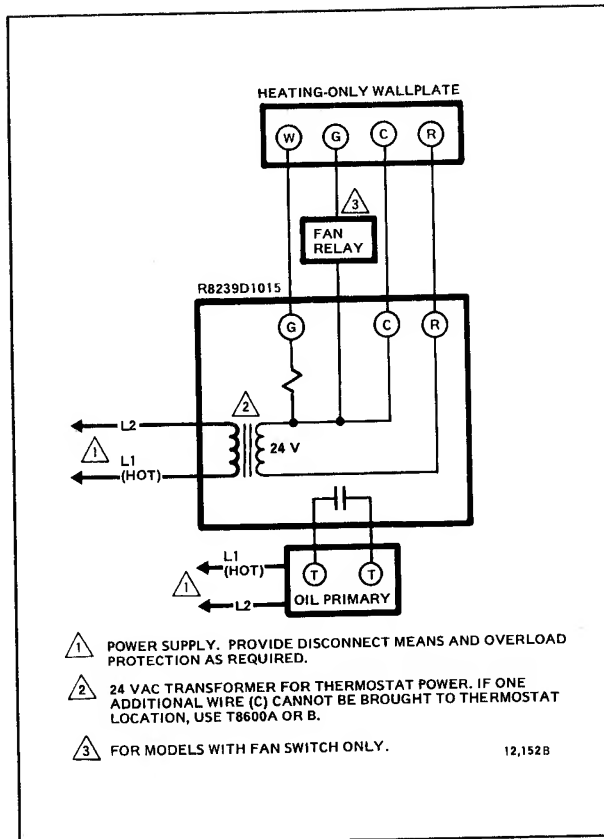 HEATING-ONLY WALLPLATE
W G C R
3
FAN
RELAY
R8239D1015
G C R
2
L2
24 V
1
L1
(HOT)
L1
(HOT)
T T
1
OIL PRIMARY
L2
1 POWER SUPPLY. PROVIDE DISCONNECT MEANS AND OVERLOAD
PROTECTION AS REQUIRED.
2 24 VAC TRANSFORMER FOR THERMOSTAT POWER. IF ONE
ADDITIONAL WIRE (C) CANNOT BE BROUGHT TO THERMOSTAT
LOCATION, USE T8600A OR B.
3 FOR MODELS WITH FAN SWITCH ONLY.
12,152B